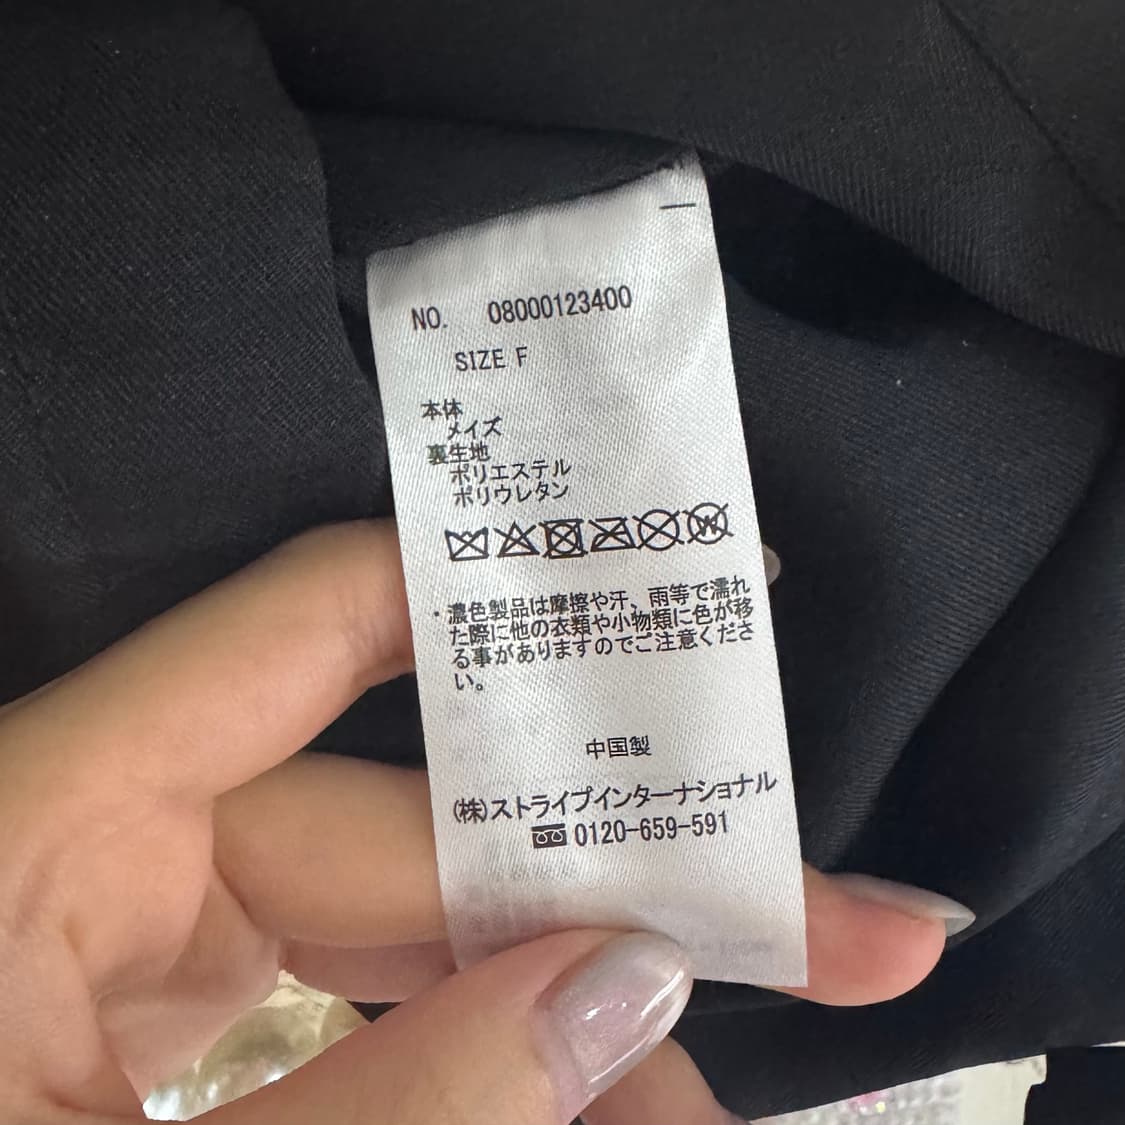 NO. 08000123400
SIZE F
本体
メイズ
裏生地
ポリエステル
ポリウレタン
・濃色製品は摩擦や汗、雨等で濡れ
た際に他の衣類や小物類に色が移
る事がありますのでご注意くださ
い。
中国製
(株)ストライプインターナショナル
0120-659-591